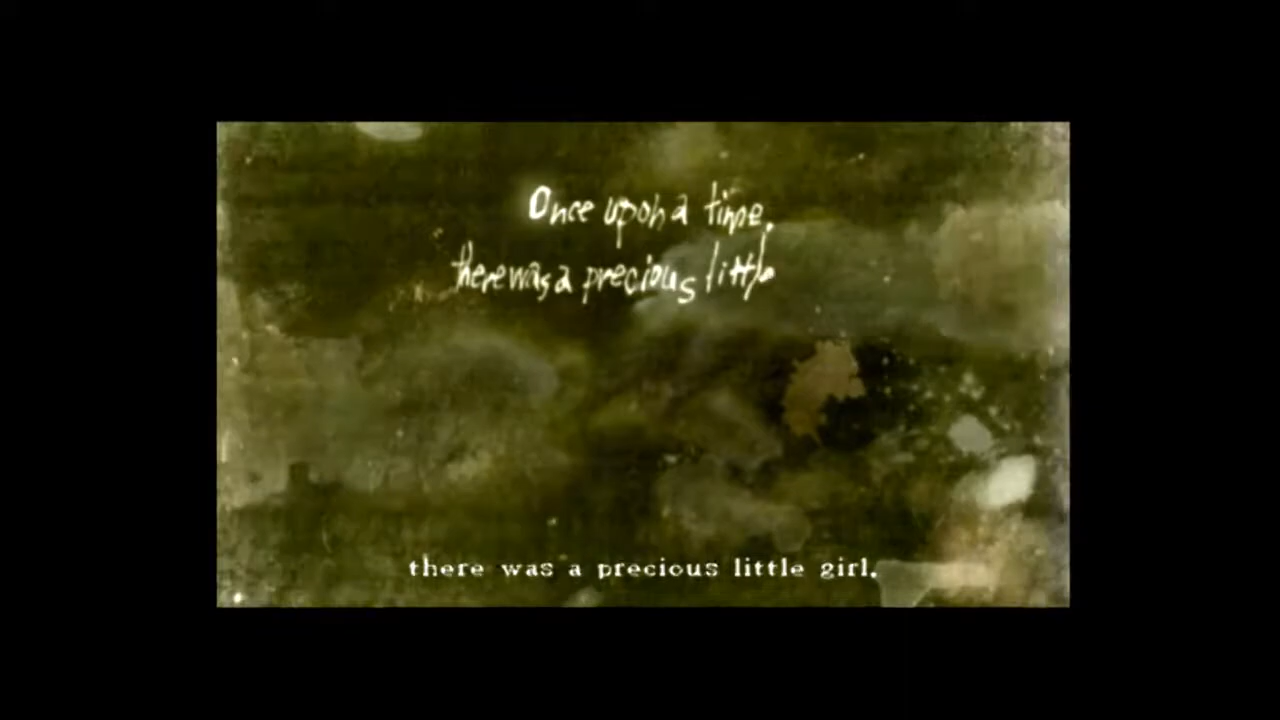 Once upon a time,
there was a precious little
there was a precious little girl.